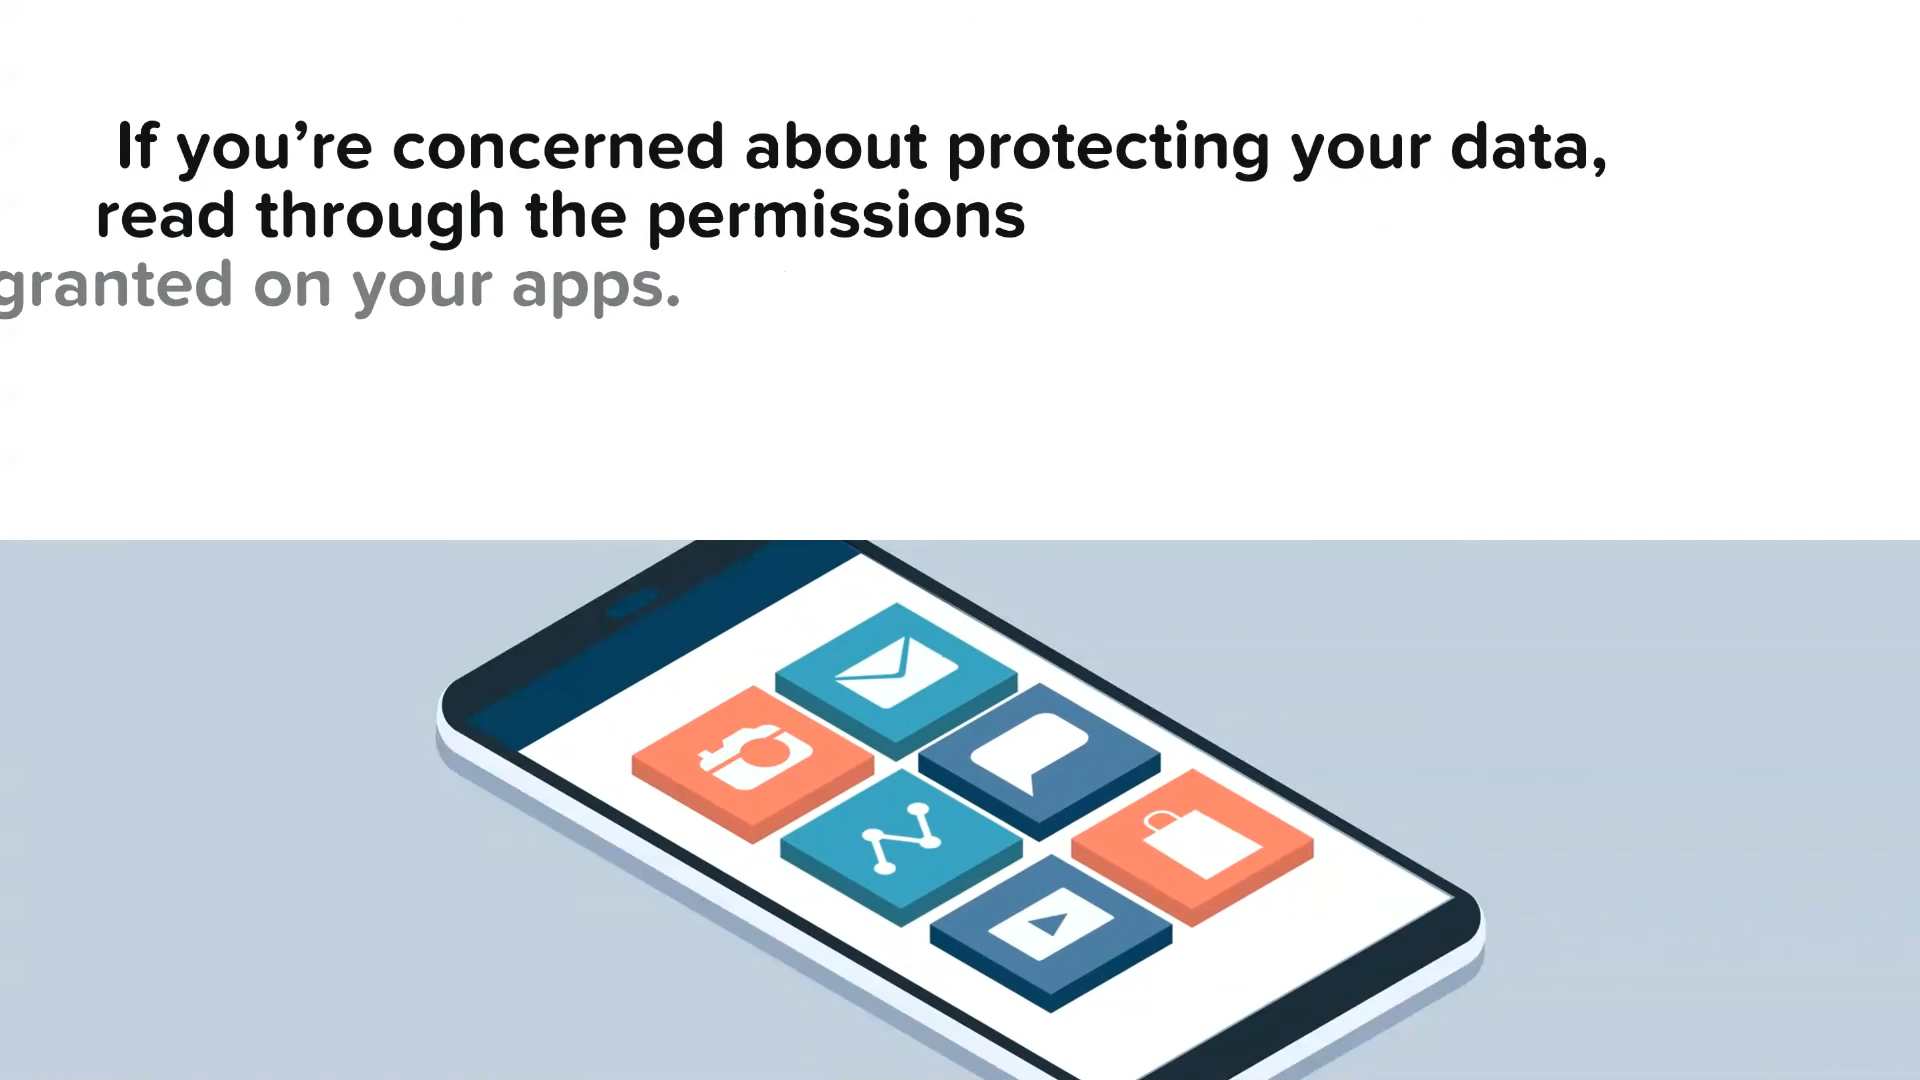 If you’re concerned about protecting your data,
read through the permissions
granted on your apps.